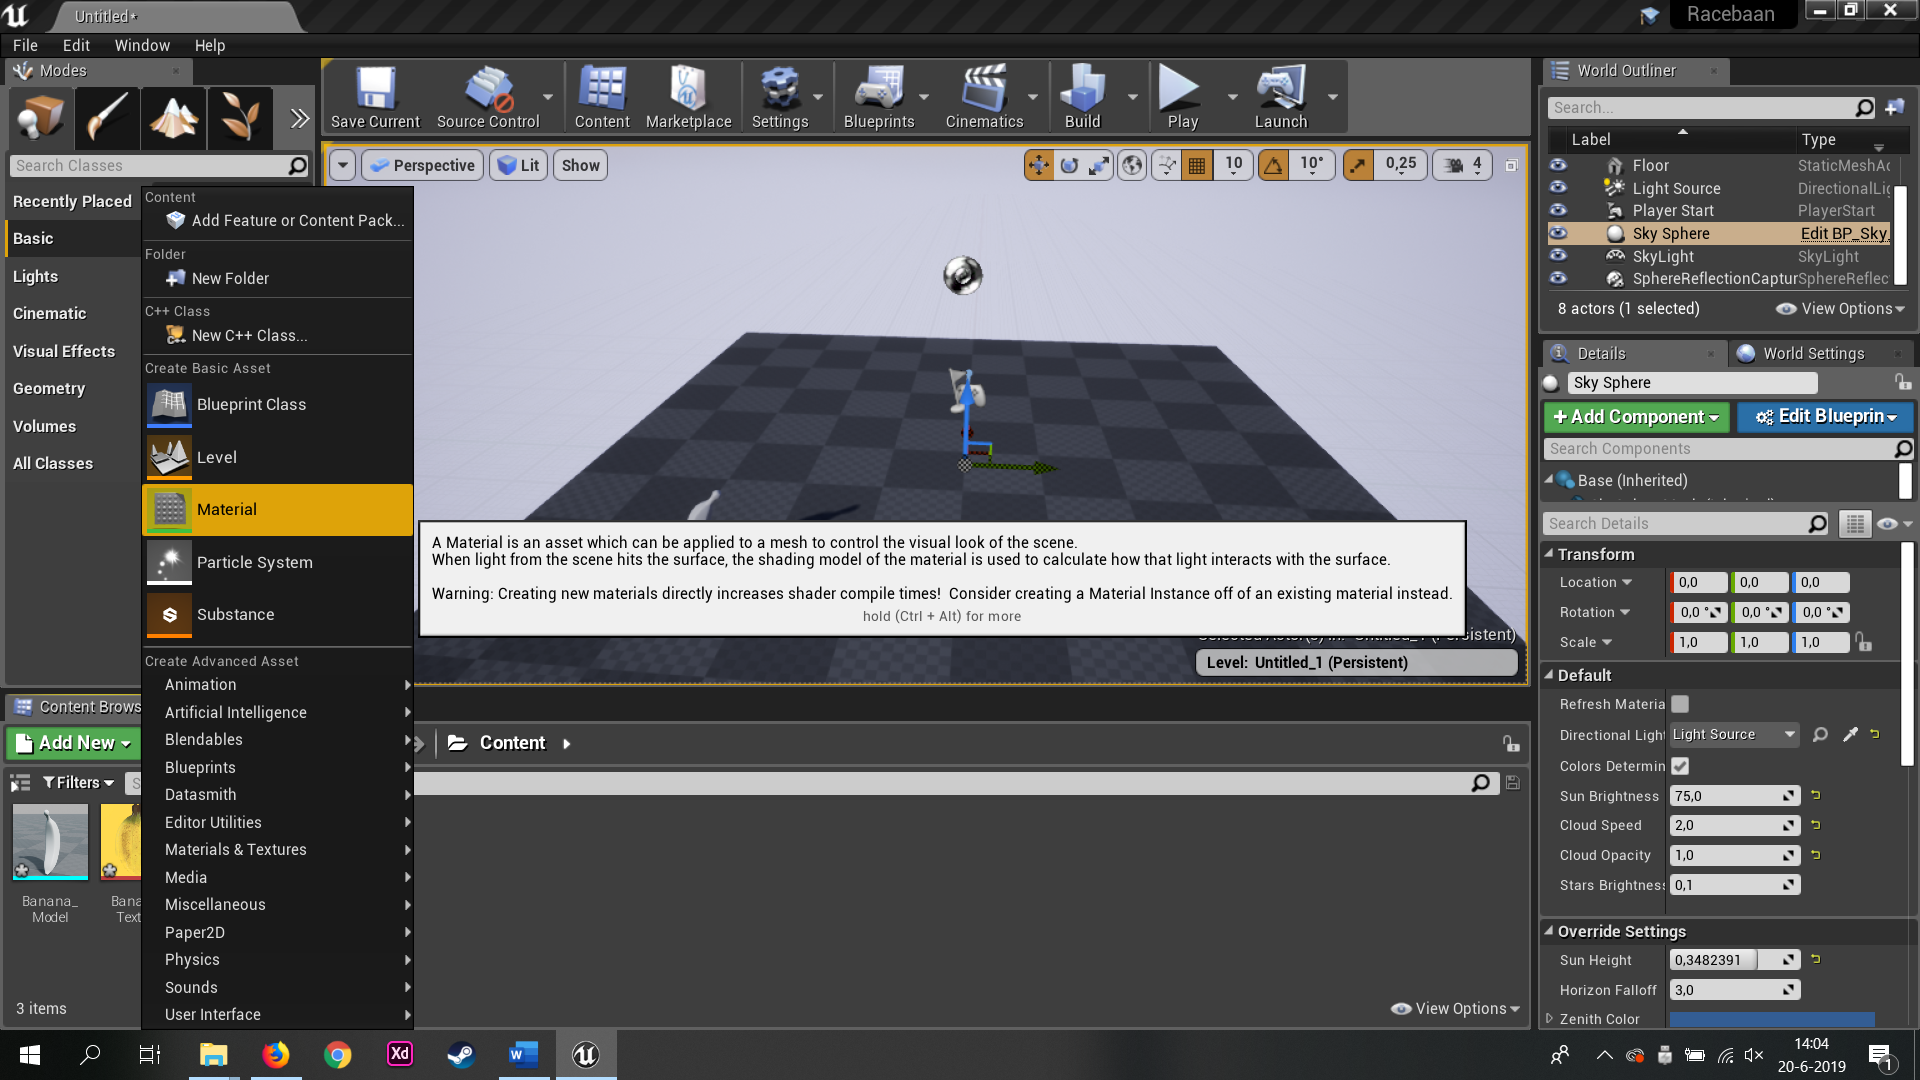 Untitled*
Racebaan
File Edit Window Help
Modes
Search Classes
Recently Placed
Basic
Lights
Cinematic
Visual Effects
Geometry
Volumes
All Classes
Save Current
Source Control
Content
Marketplace
Settings
Blueprints
Cinematics
Build
Play
Launch
Perspective
Lit
Show
10
10°
0,25
4
Content
Add Feature or Content Pack...
Folder
New Folder
C++ Class
New C++ Class...
Create Basic Asset
Blueprint Class
Level
Material
Particle System
Substance
Create Advanced Asset
Animation
Artificial Intelligence
Blendables
Blueprints
Datasmith
Editor Utilities
Materials & Textures
Media
Miscellaneous
Paper2D
Physics
Sounds
User Interface
A Material is an asset which can be applied to a mesh to control the visual look of the scene.
When light from the scene hits the surface, the shading model of the material is used to calculate how that light interacts with the surface.
Warning: Creating new materials directly increases shader compile times! Consider creating a Material Instance off of an existing material instead.
hold (Ctrl + Alt) for more
Level: Untitled_1 (Persistent)
Content Brows
Add New
Content
Filters
Banana_
Model
Bana
Text
3 items
View Options
World Outliner
Search...
Label Type
Floor StaticMeshAc
Light Source DirectionalLig
Player Start PlayerStart
Sky Sphere Edit BP_Sky_
SkyLight SkyLight
SphereReflectionCaptur SphereReflec
8 actors (1 selected)
View Options
Details
World Settings
Sky Sphere
+ Add Component
Edit Blueprin
Search Components
Base (Inherited)
Search Details
Transform
Location 0,0 0,0 0,0
Rotation 0,0 ° 0,0 ° 0,0 °
Scale 1,0 1,0 1,0
Default
Refresh Materia
Directional Light Light Source
Colors Determin
Sun Brightness 75,0
Cloud Speed 2,0
Cloud Opacity 1,0
Stars Brightness 0,1
Override Settings
Sun Height 0,3482391
Horizon Falloff 3,0
Zenith Color
Xd
14:04
20-6-2019
1